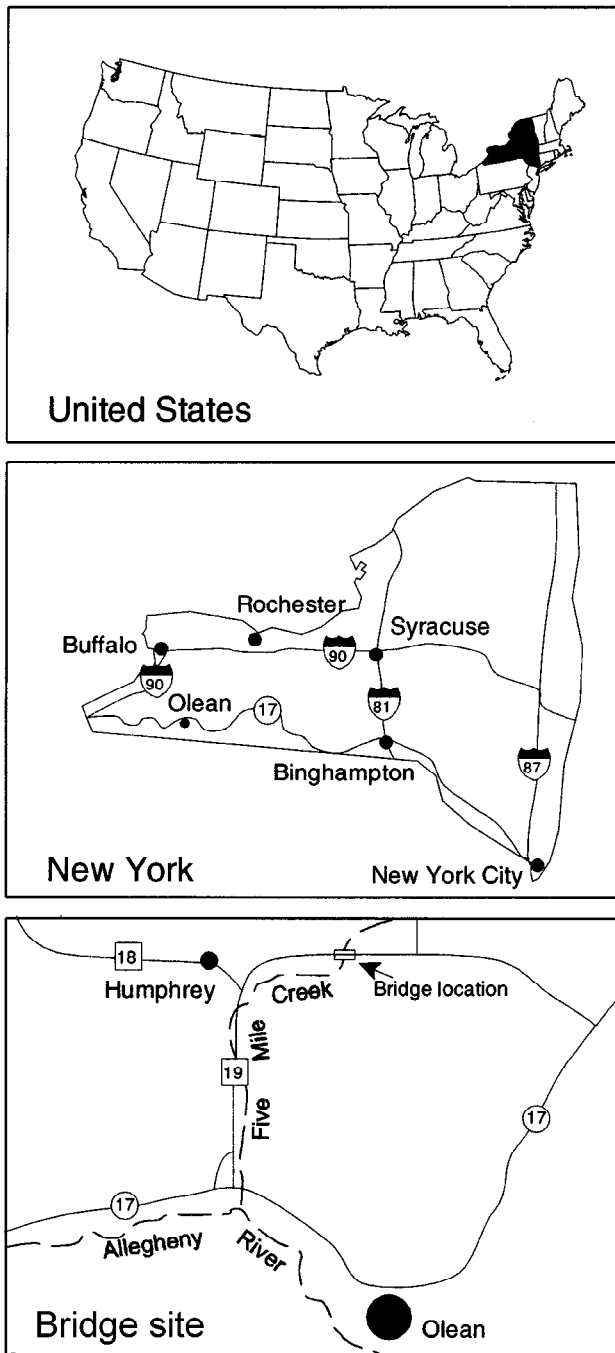 United States
Rochester
Buffalo
90
Syracuse
90
Olean
17
81
Binghampton
87
New York
New York City
18
Humphrey
Creek
Bridge location
Mile
19
Five
17
17
Allegheny
River
Bridge site
Olean